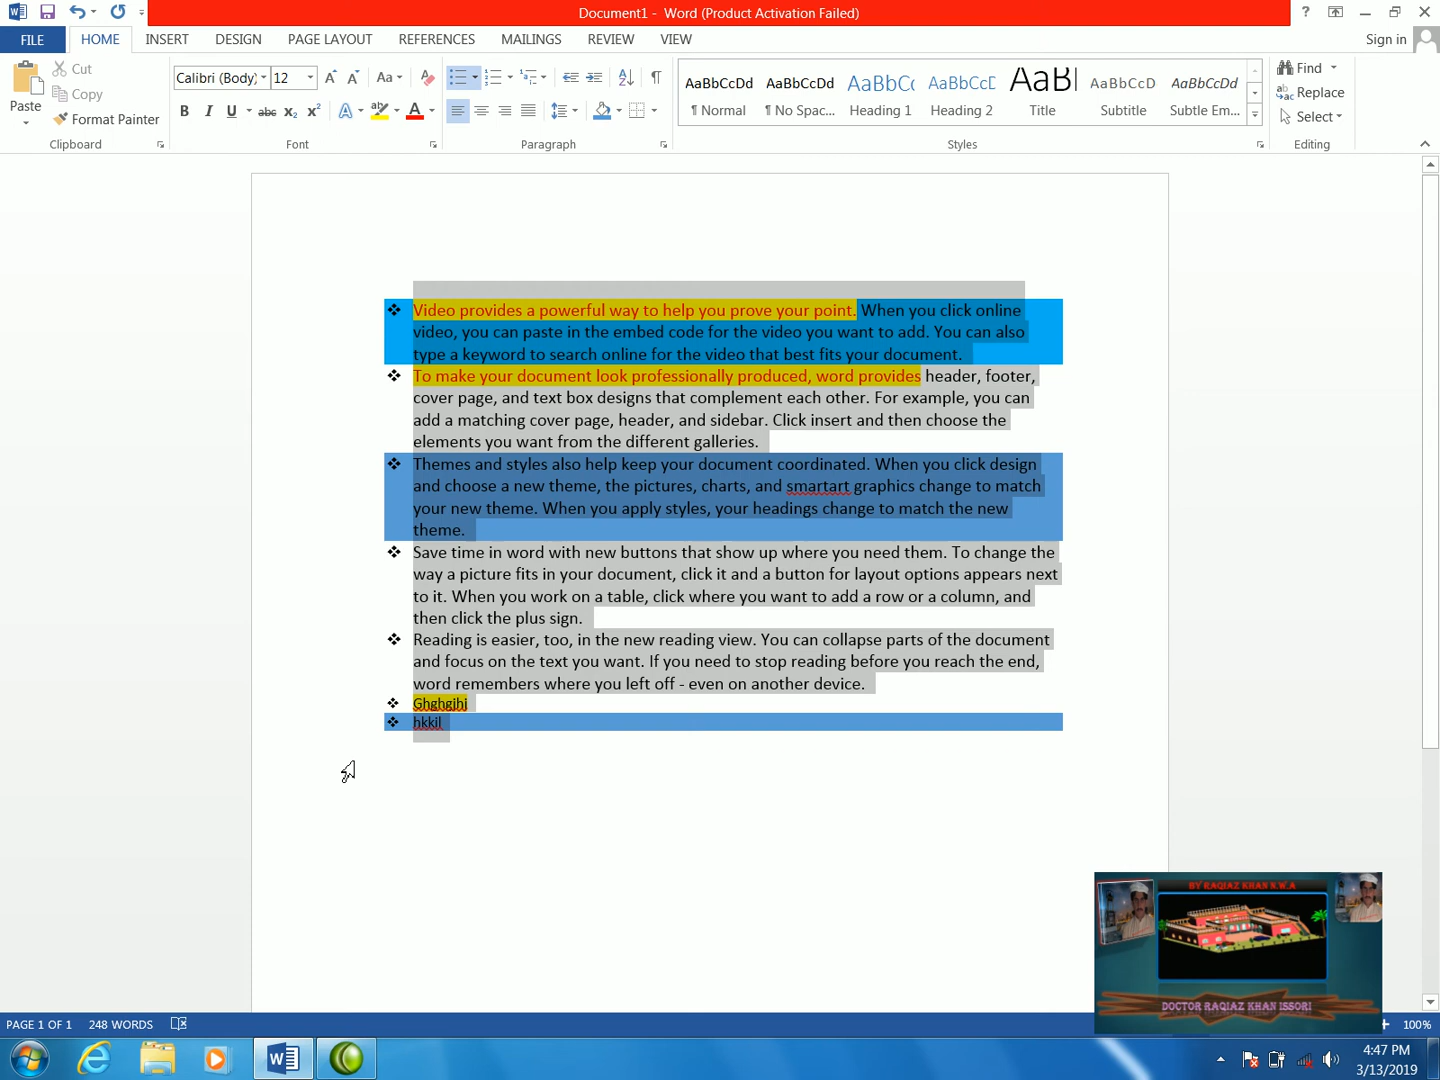 Document1 - Word (Product Activation Failed)
FILE HOME INSERT DESIGN PAGE LAYOUT REFERENCES MAILINGS REVIEW VIEW Sign in
Paste Cut Copy Format Painter
Calibri (Body) 12
AaBbCcDd AaBbCcDd AaBbCc AaBbCcD AaBl AaBbCcD AaBbCcDd
¶ Normal ¶ No Spac... Heading 1 Heading 2 Title Subtitle Subtle Em...
Find Replace Select
Clipboard Font Paragraph Styles Editing
Video provides a powerful way to help you prove your point. When you click online
video, you can paste in the embed code for the video you want to add. You can also
type a keyword to search online for the video that best fits your document.
To make your document look professionally produced, word provides header, footer,
cover page, and text box designs that complement each other. For example, you can
add a matching cover page, header, and sidebar. Click insert and then choose the
elements you want from the different galleries.
Themes and styles also help keep your document coordinated. When you click design
and choose a new theme, the pictures, charts, and smartart graphics change to match
your new theme. When you apply styles, your headings change to match the new
theme.
Save time in word with new buttons that show up where you need them. To change the
way a picture fits in your document, click it and a button for layout options appears next
to it. When you work on a table, click where you want to add a row or a column, and
then click the plus sign.
Reading is easier, too, in the new reading view. You can collapse parts of the document
and focus on the text you want. If you need to stop reading before you reach the end,
word remembers where you left off - even on another device.
Ghghgihj
hkkil
BY RAQIAZ KHAN N.W.A
DOCTOR RAQIAZ KHAN ISSORI
PAGE 1 OF 1 248 WORDS 100%
4:47 PM
3/13/2019